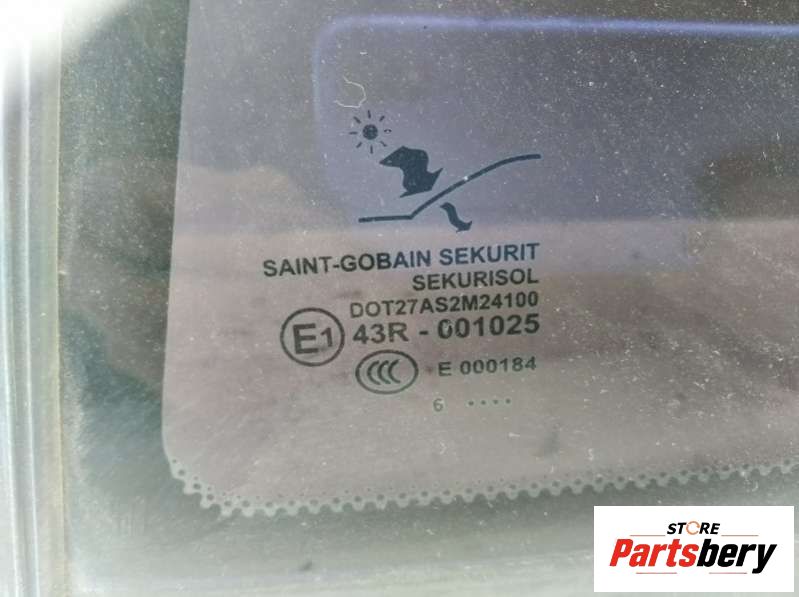 SAINT-GOBAIN SEKURIT
SEKURISOL
DOT27AS2M24100
E1 43R - 001025
CCC E 000184
6 ····
STORE
Partsbery